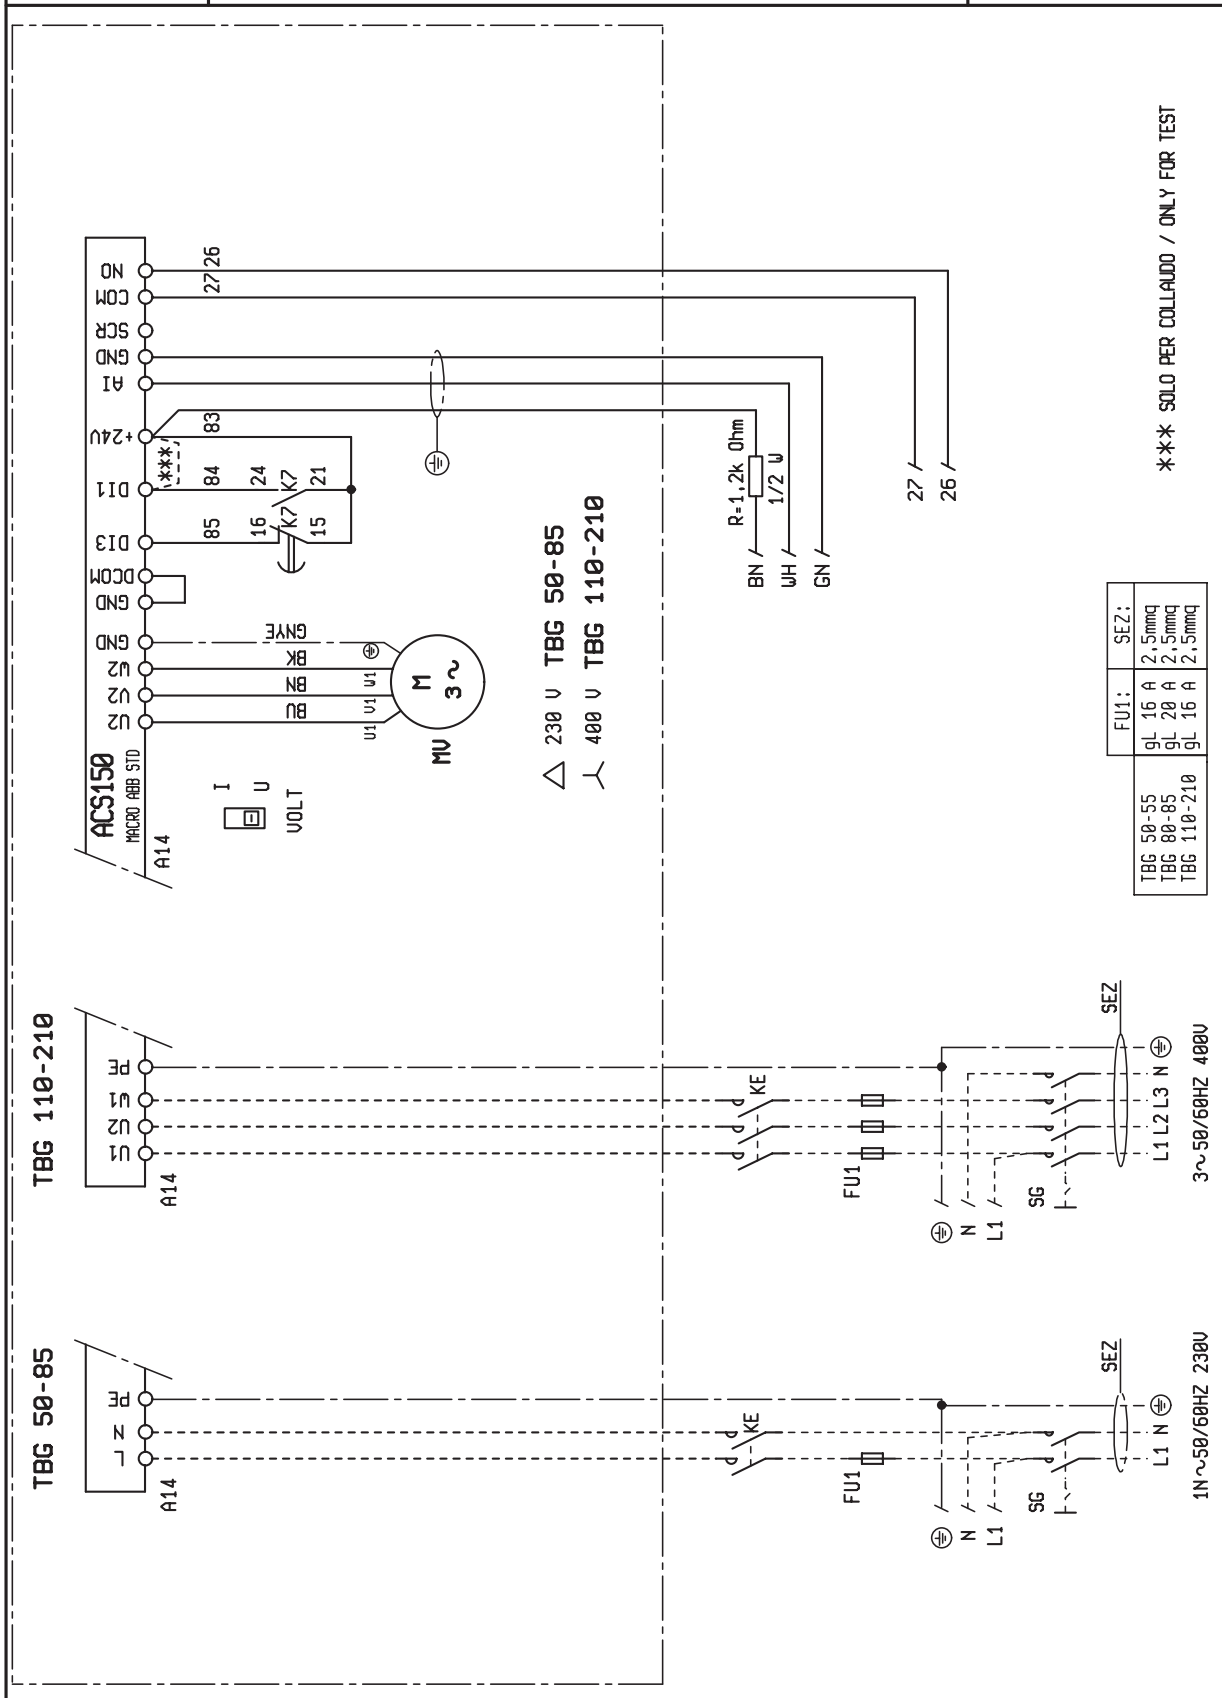 TBG 50-85
L
N
PE
A14
KE
FU1
N
L1
SG
SEZ
L1 N
1N~50/60HZ 230V
TBG 110-210
U1
U2
W1
PE
A14
KE
FU1
N
L1
SG
SEZ
L1 L2 L3 N
3~50/60HZ 400V
ACS150
MACRO ABB STD
A14
U2
V2
W2
GND
GND
DCOM
DI3
DI1
+24V
AI
GND
SCR
COM
NO
I
U
VOLT
BU
BN
BK
GNYE
U1
V1
W1
M
3~
MV
85
16
K7
15
84
24
K7
21
***
83
27
26
230 V TBG 50-85
400 V TBG 110-210
R=1,2k Ohm
1/2 W
BN
WH
GN
27
26
FU1: SEZ:
TBG 50-55 gL 16 A 2,5mmq
TBG 80-85 gL 20 A 2,5mmq
TBG 110-210 gL 16 A 2,5mmq
*** SOLO PER COLLAUDO / ONLY FOR TEST